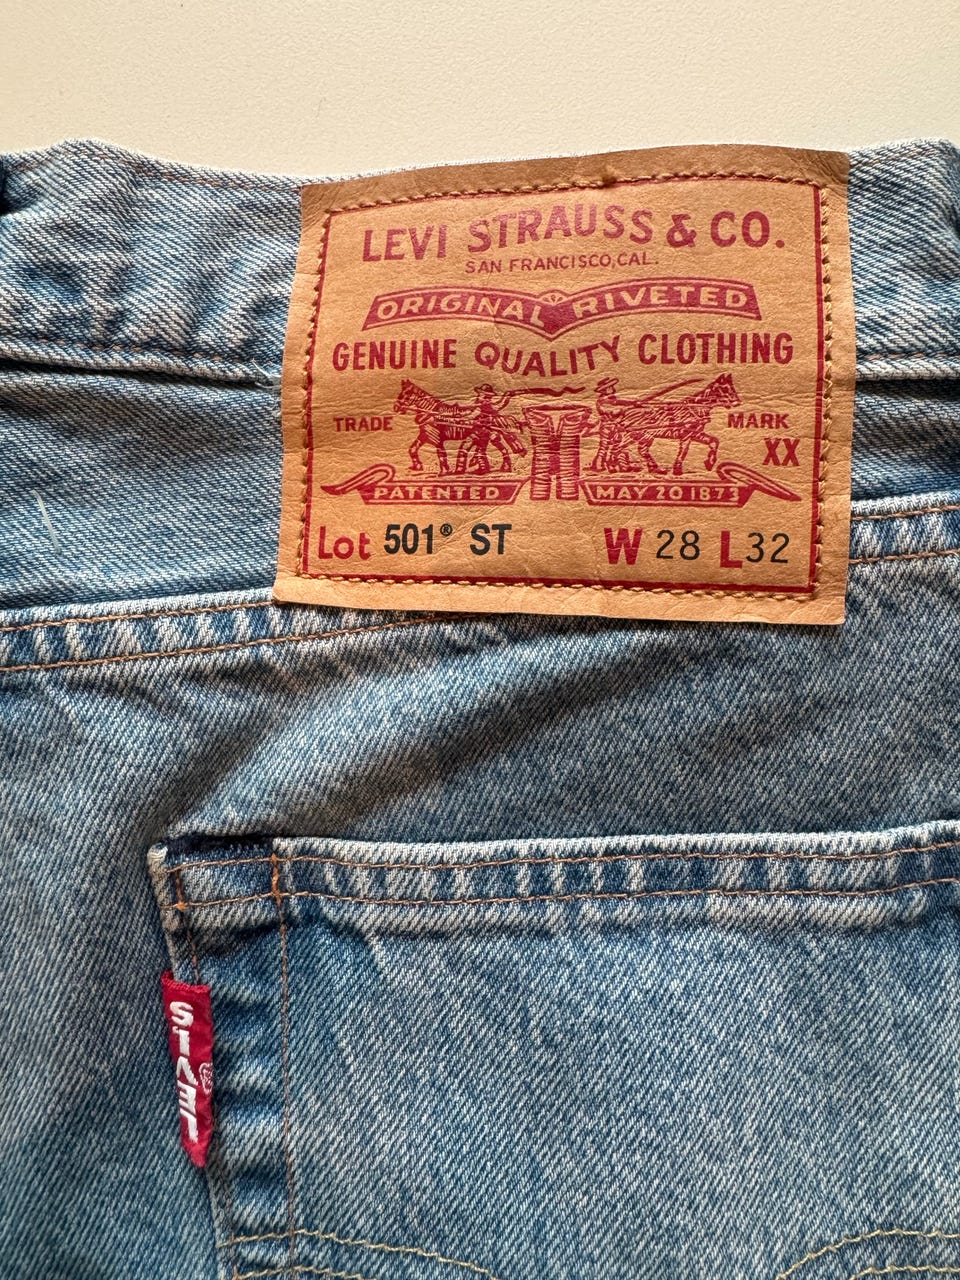 LEVI STRAUSS & CO.
SAN FRANCISCO, CAL.
ORIGINAL RIVETED
GENUINE QUALITY CLOTHING
TRADE MARK
XX
PATENTED MAY 20 1873
Lot 501® ST W 28 L 32
LEVI'S
®